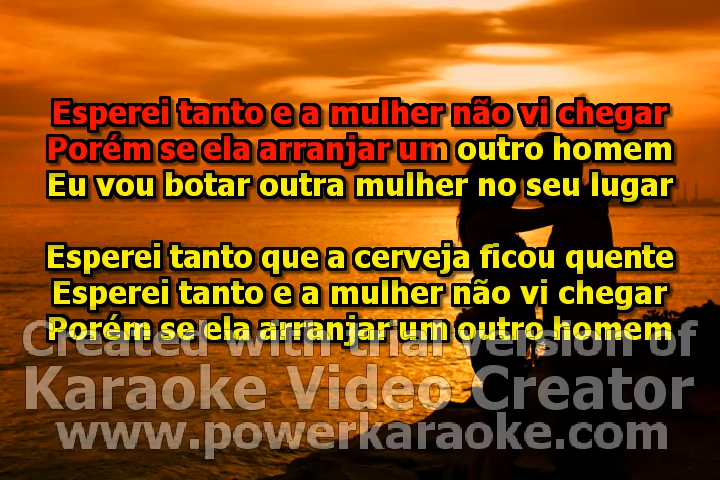 Esperei tanto e a mulher não vi chegar
Porém se ela arranjar um outro homem
Eu vou botar outra mulher no seu lugar
Esperei tanto que a cerveja ficou quente
Esperei tanto e a mulher não vi chegar
Porém se ela arranjar um outro homem
Created with trial version of
Karaoke Video Creator
www.powerkaraoke.com